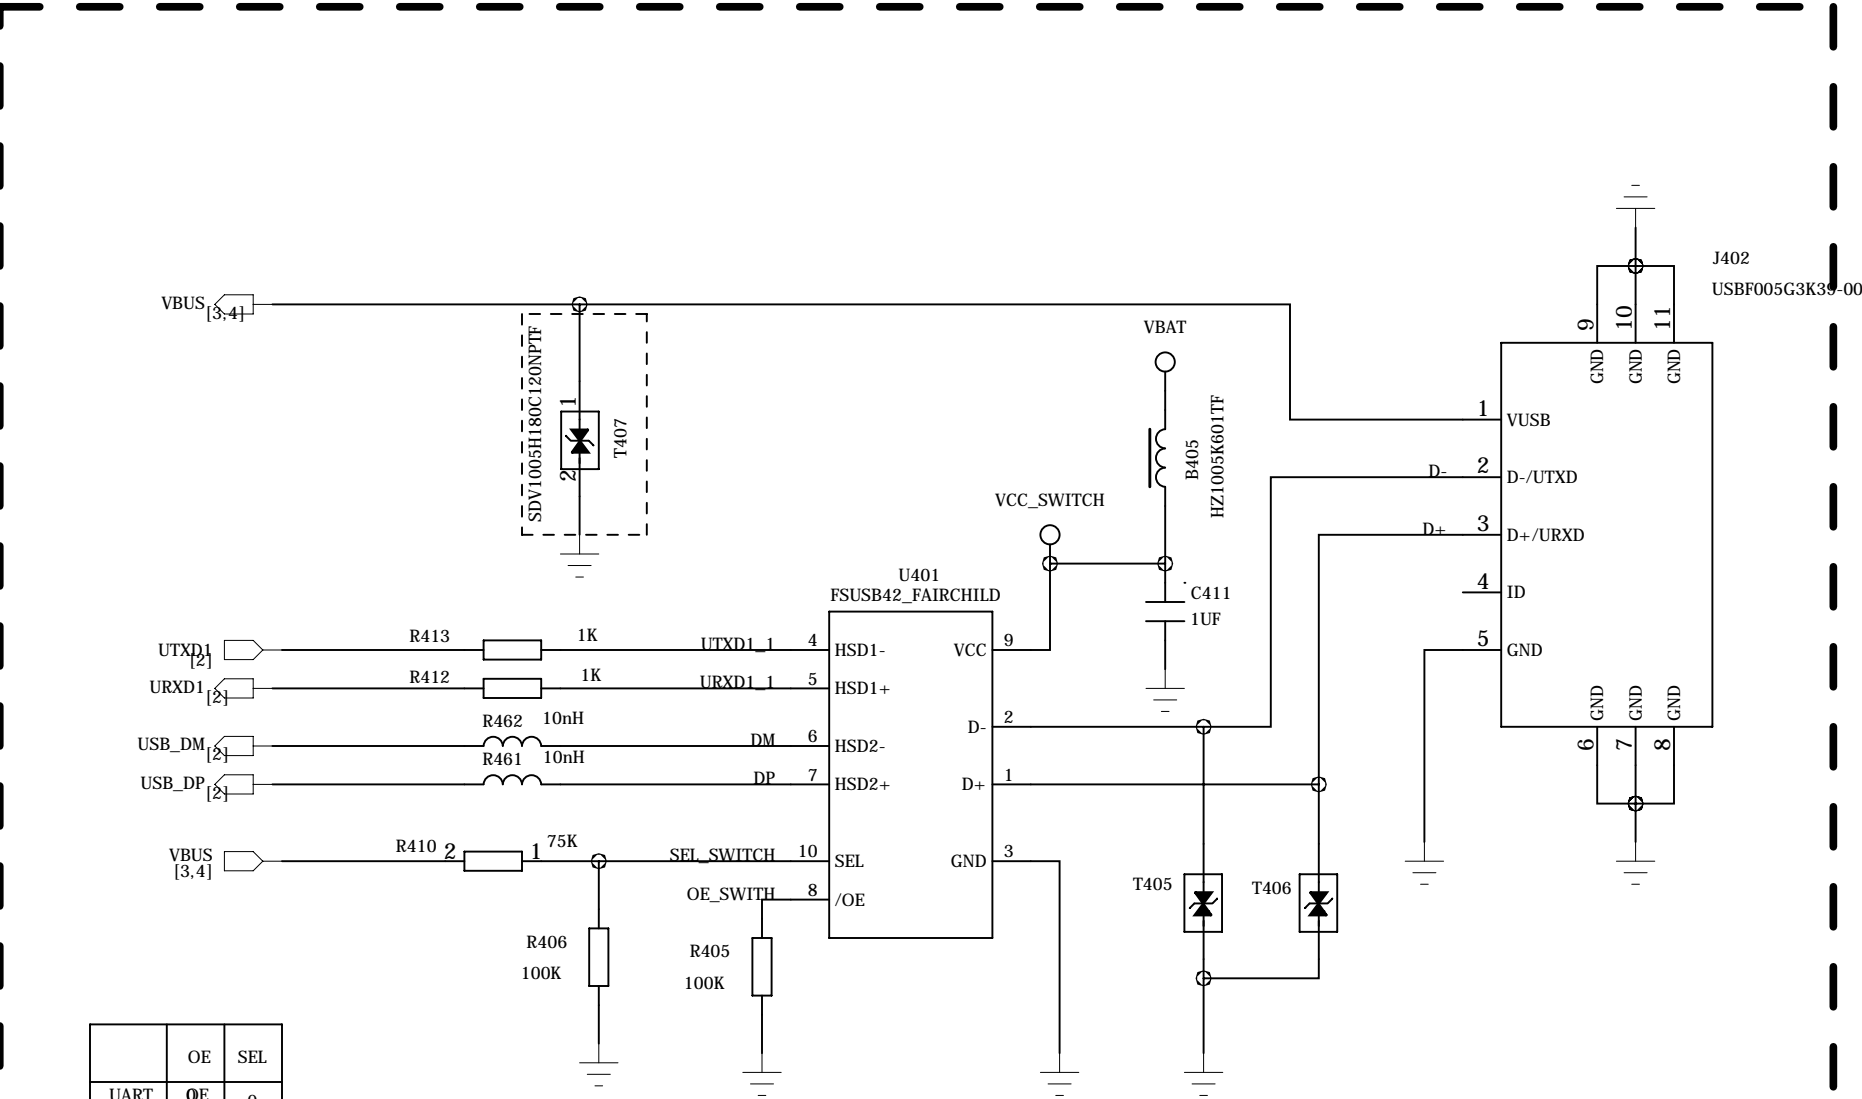 J402
USBF005G3K39-00
9
10
11
GND
GND
GND
VBUS
[3,4]
SDV1005H180C120NPTF
1
2
T407
VBAT
B405
HZ1005K601TF
VCC_SWITCH
C411
1UF
1
VUSB
D-
2
D-/UTXD
D+
3
D+/URXD
4
ID
5
GND
GND
GND
GND
6
7
8
U401
FSUSB42_FAIRCHILD
UTXD1
[2]
R413
1K
UTXD1_1
4
HSD1-
VCC
9
URXD1
[2]
R412
1K
URXD1_1
5
HSD1+
R462
10nH
D-
2
USB_DM
[2]
DM
6
HSD2-
R461
10nH
USB_DP
[2]
DP
7
HSD2+
D+
1
VBUS
[3,4]
R410
2
1
75K
SEL_SWITCH
10
SEL
GND
3
OE_SWITH
8
/OE
T405
T406
R406
100K
R405
100K
OE
SEL
UART